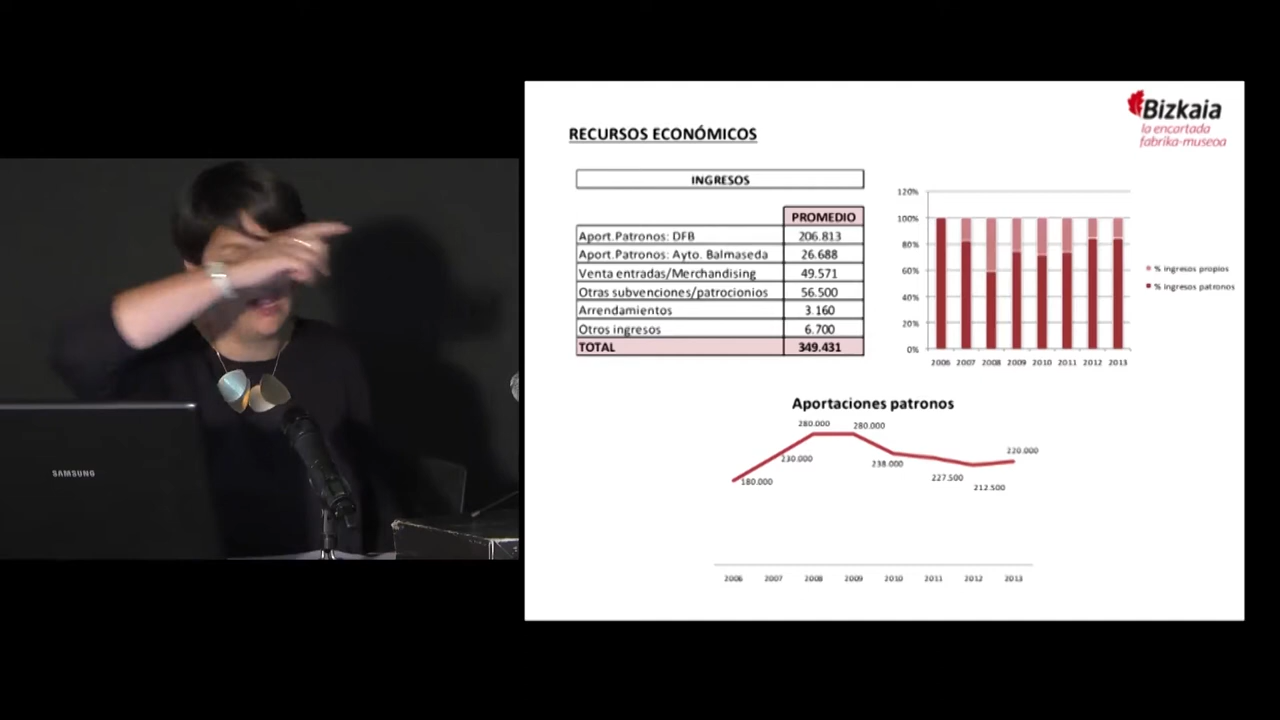 SAMSUNG
Bizkaia
la encartada
fabrika-museoa
RECURSOS ECONÓMICOS
INGRESOS
PROMEDIO
Aport.Patronos: DFB 206.813
Aport.Patronos: Ayto. Balmaseda 26.688
Venta entradas/Merchandising 49.571
Otras subvenciones/patrocionios 56.500
Arrendamientos 3.160
Otros ingresos 6.700
TOTAL 349.431
120%
100%
80%
60%
40%
20%
0%
2006 2007 2008 2009 2010 2011 2012 2013
% ingresos propios
% ingresos patronos
Aportaciones patronos
280.000 280.000
230.000
180.000
238.000
227.500
212.500
220.000
2006 2007 2008 2009 2010 2011 2012 2013